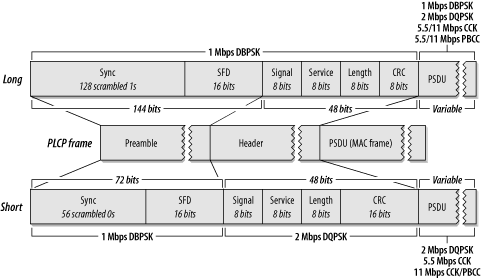 1 Mbps DBPSK
2 Mbps DQPSK
5.5/11 Mbps CCK
5.5/11 Mbps PBCC
1 Mbps DBPSK
Long
Sync
128 scrambled 1s
SFD
16 bits
Signal
8 bits
Service
8 bits
Length
8 bits
CRC
8 bits
PSDU
144 bits
48 bits
Variable
PLCP frame
Preamble
Header
PSDU (MAC frame)
72 bits
48 bits
Variable
Short
Sync
56 scrambled 0s
SFD
16 bits
Signal
8 bits
Service
8 bits
Length
8 bits
CRC
16 bits
PSDU
1 Mbps DBPSK
2 Mbps DQPSK
2 Mbps DQPSK
5.5 Mbps CCK
11 Mbps CCK/PBCC